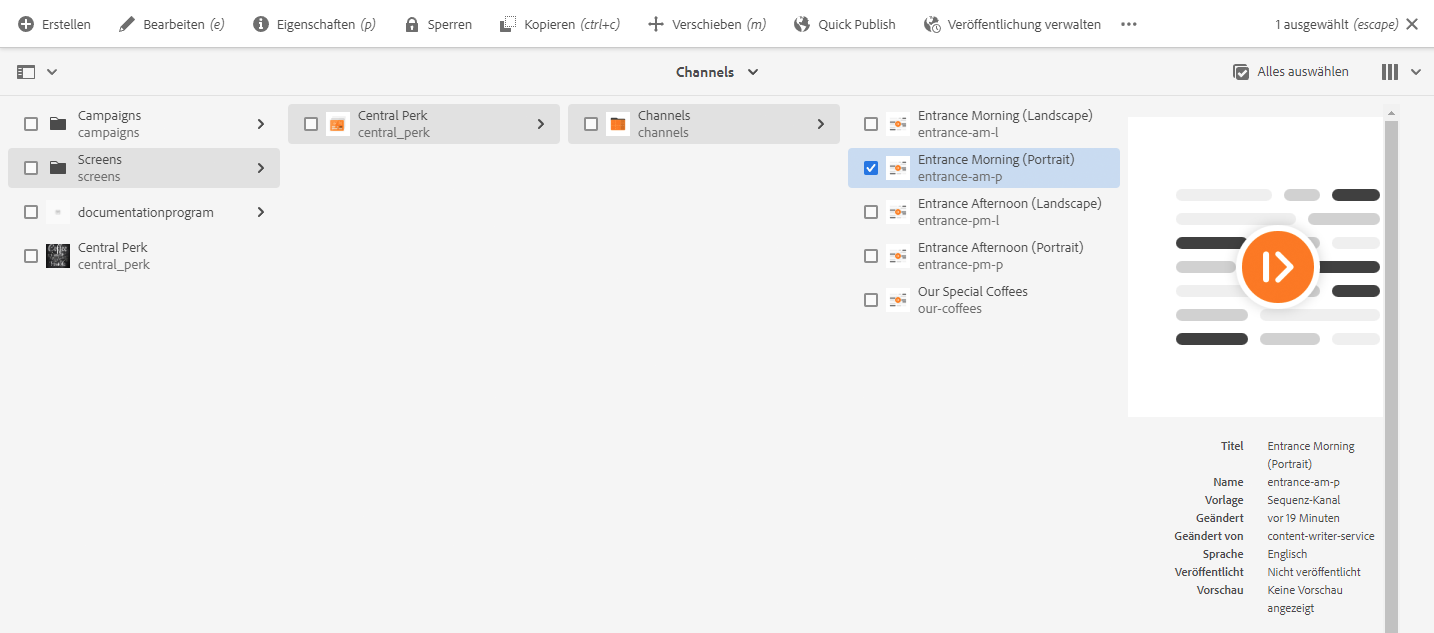 Erstellen Bearbeiten (e) Eigenschaften (p) Sperren Kopieren (ctrl+c) Verschieben (m) Quick Publish Veröffentlichung verwalten 1 ausgewählt (escape)
Channels Alles auswählen
Campaigns
campaigns
Screens
screens
documentationprogram
Central Perk
central_perk
Central Perk
central_perk
Channels
channels
Entrance Morning (Landscape)
entrance-am-l
Entrance Morning (Portrait)
entrance-am-p
Entrance Afternoon (Landscape)
entrance-pm-l
Entrance Afternoon (Portrait)
entrance-pm-p
Our Special Coffees
our-coffees
Titel Entrance Morning
(Portrait)
Name entrance-am-p
Vorlage Sequenz-Kanal
Geändert vor 19 Minuten
Geändert von content-writer-service
Sprache Englisch
Veröffentlicht Nicht veröffentlicht
Vorschau Keine Vorschau
angezeigt